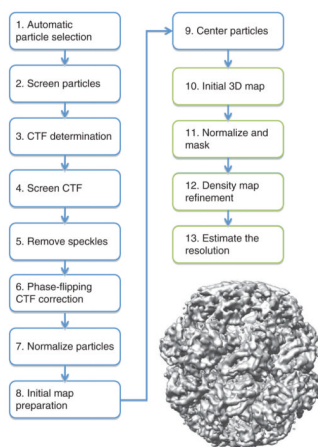 1. Automatic
particle selection
2. Screen particles
3. CTF determination
4. Screen CTF
5. Remove speckles
6. Phase-flipping
CTF correction
7. Normalize particles
8. Initial map
preparation
9. Center particles
10. Initial 3D map
11. Normalize and
mask
12. Density map
refinement
13. Estimate the
resolution